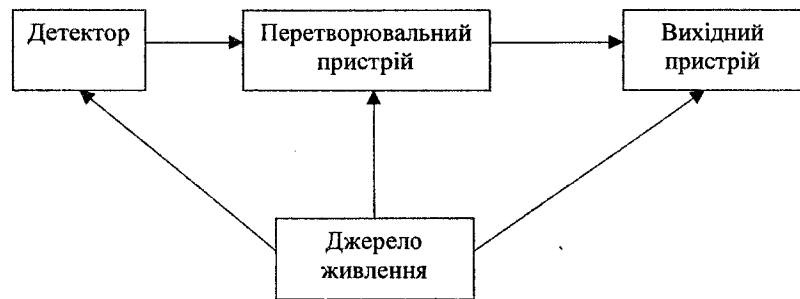 Детектор
Перетворювальний
пристрій
Вихідний
пристрій
Джерело
живлення